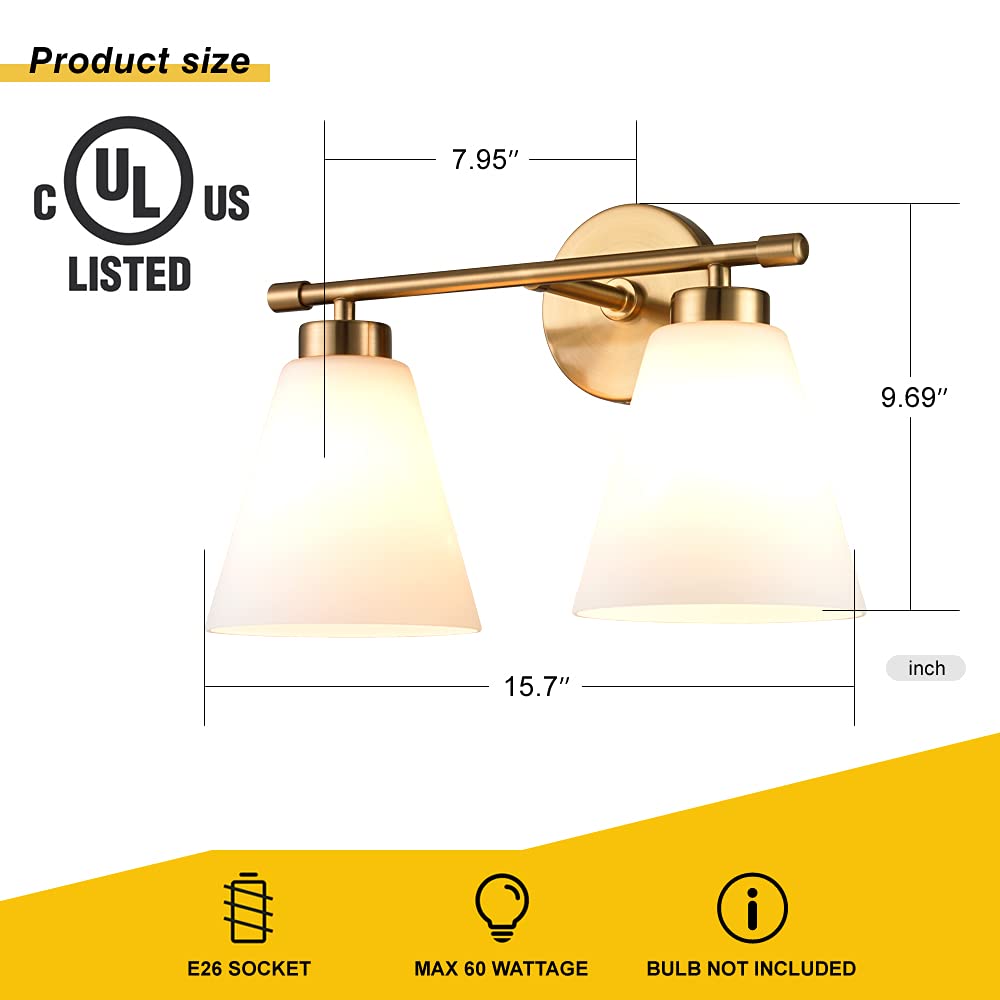 Product size
C UL US
LISTED
7.95″
9.69″
inch
15.7″
E26 SOCKET
MAX 60 WATTAGE
BULB NOT INCLUDED